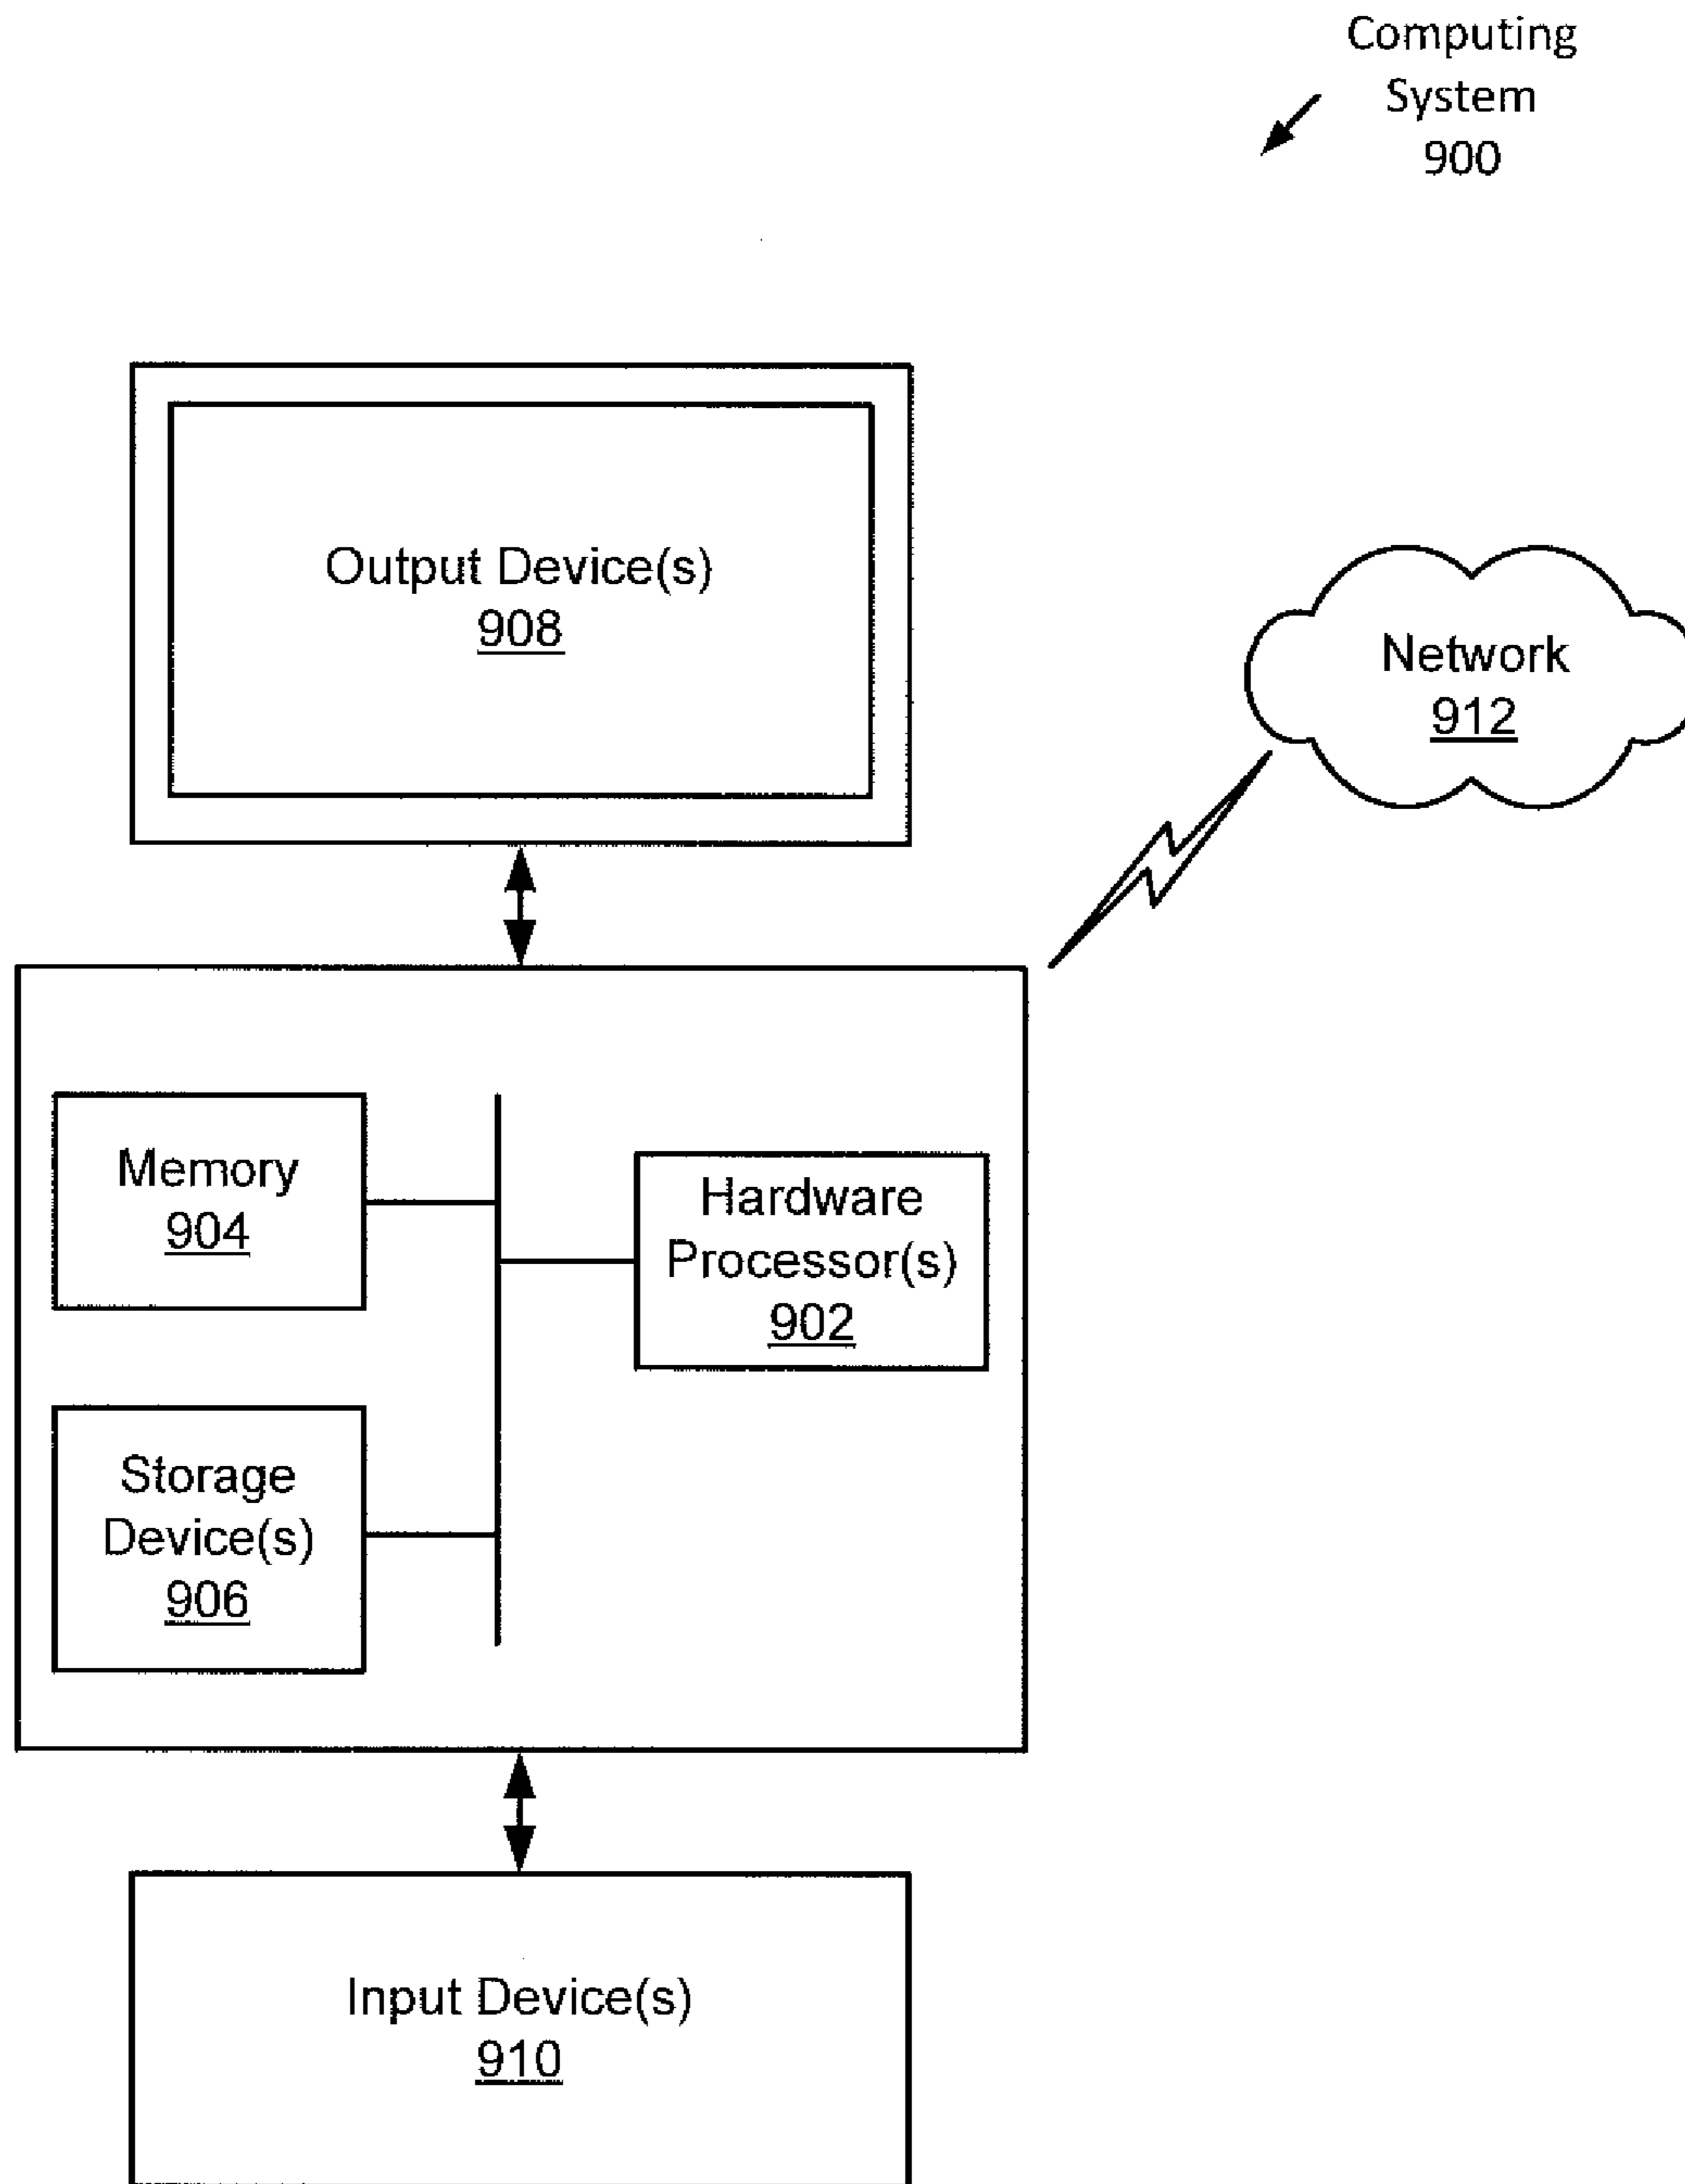 Computing
System
900
Output Device(s)
908
Network
912
Memory
904
Hardware
Processor(s)
902
Storage
Device(s)
906
Input Device(s)
910